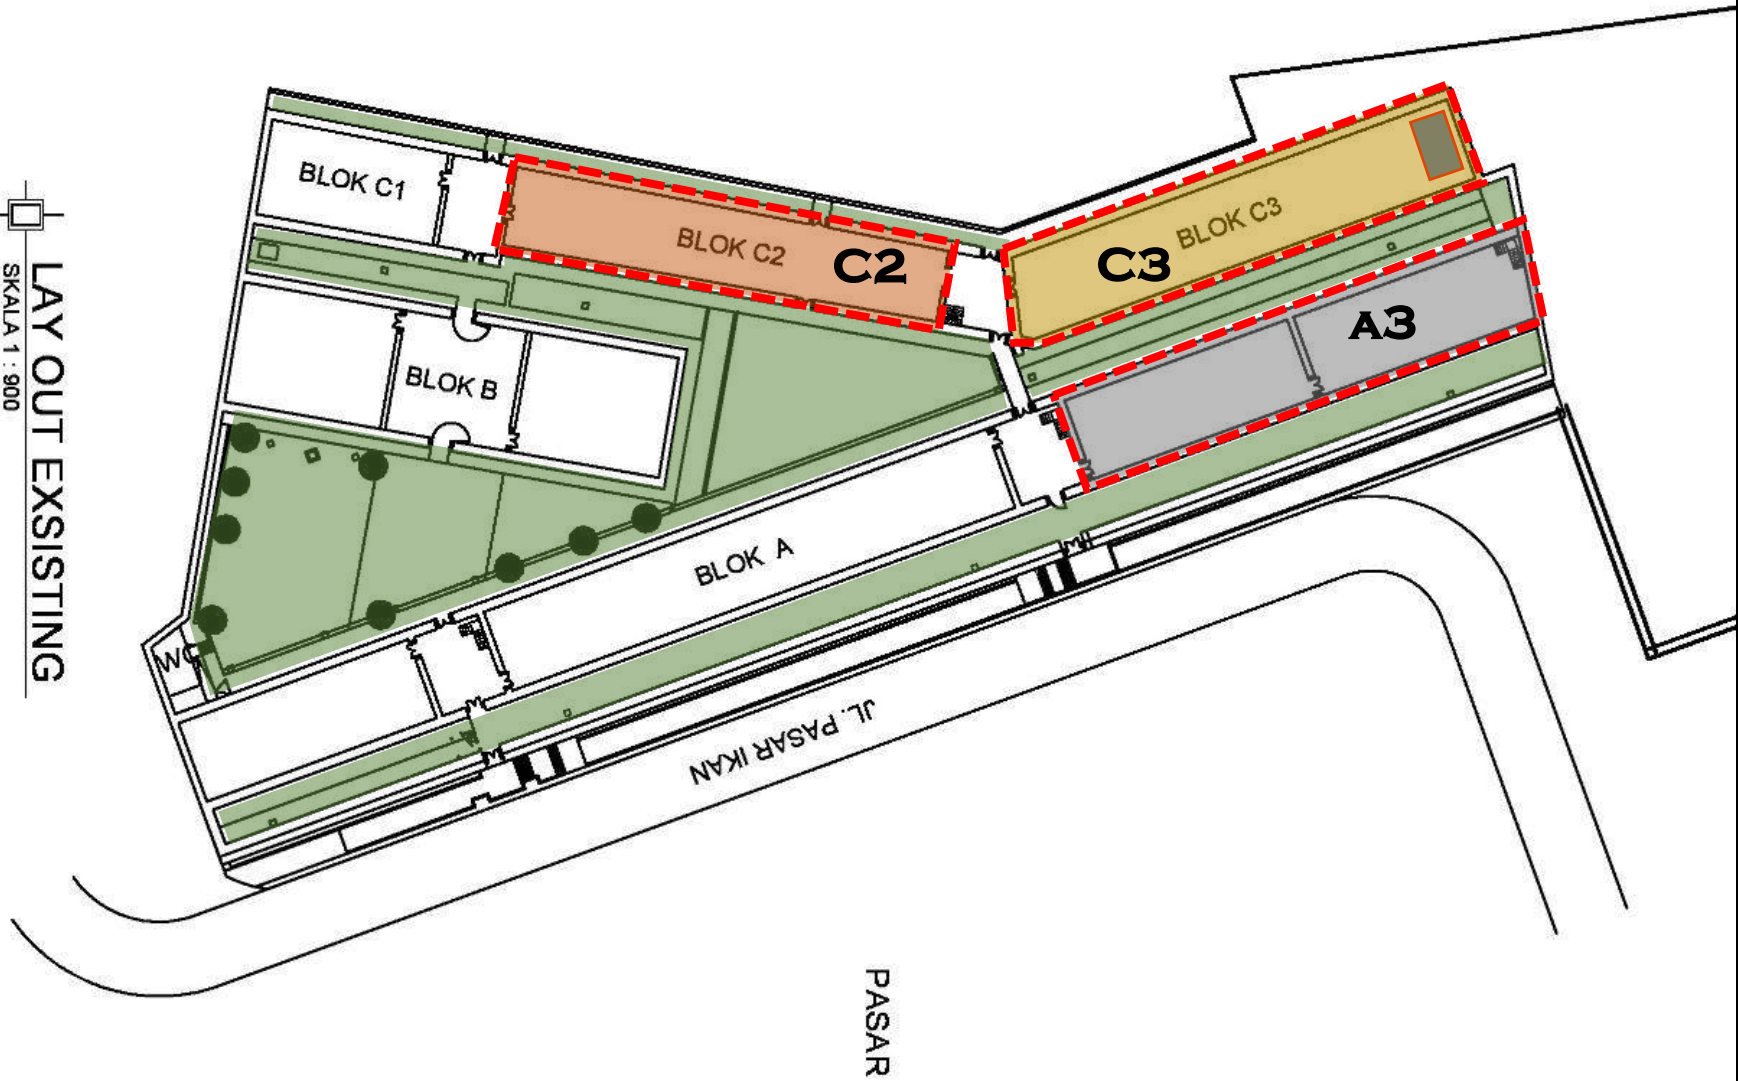 LAY OUT EXSISTING
SKALA 1 : 900
BLOK C1
BLOK C2
C2
BLOK C3
C3
A3
BLOK B
BLOK A
WC
JL. PASAR IKAN
PASAR